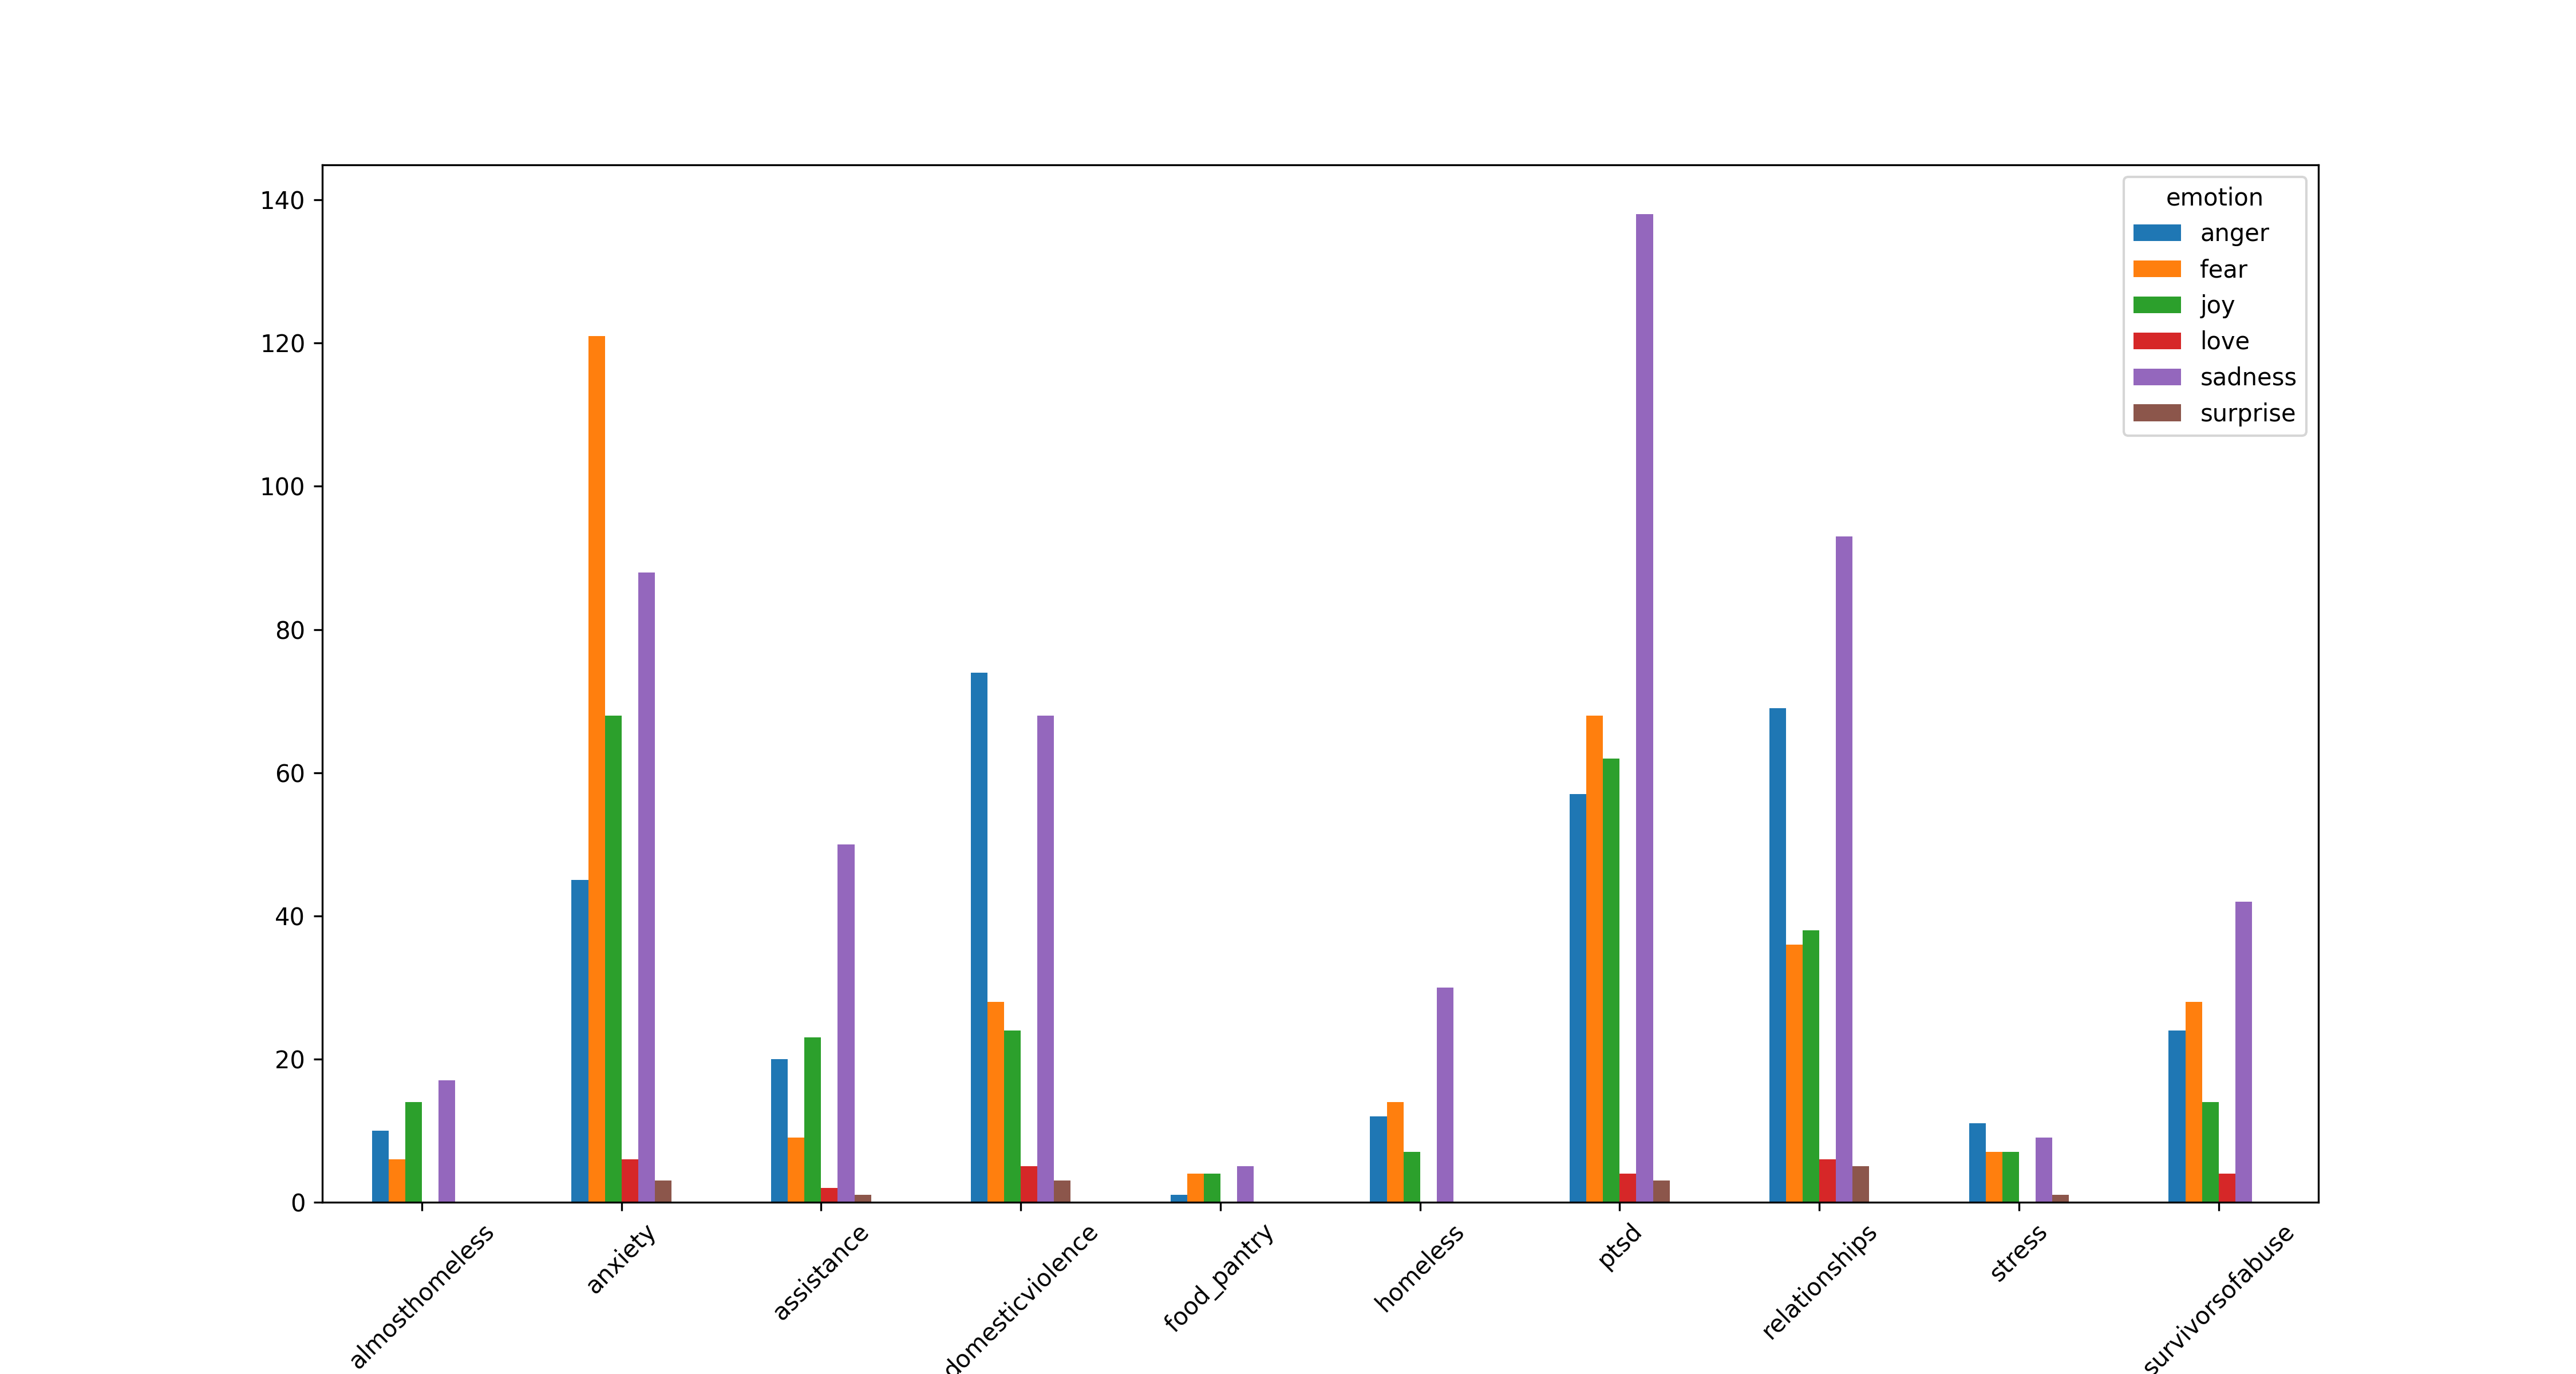 140
120
100
80
60
40
20
0
emotion
anger
fear
joy
love
sadness
surprise
almosthomeless
anxiety
assistance
domesticviolence
food_pantry
homeless
ptsd
relationships
stress
survivorsofabuse